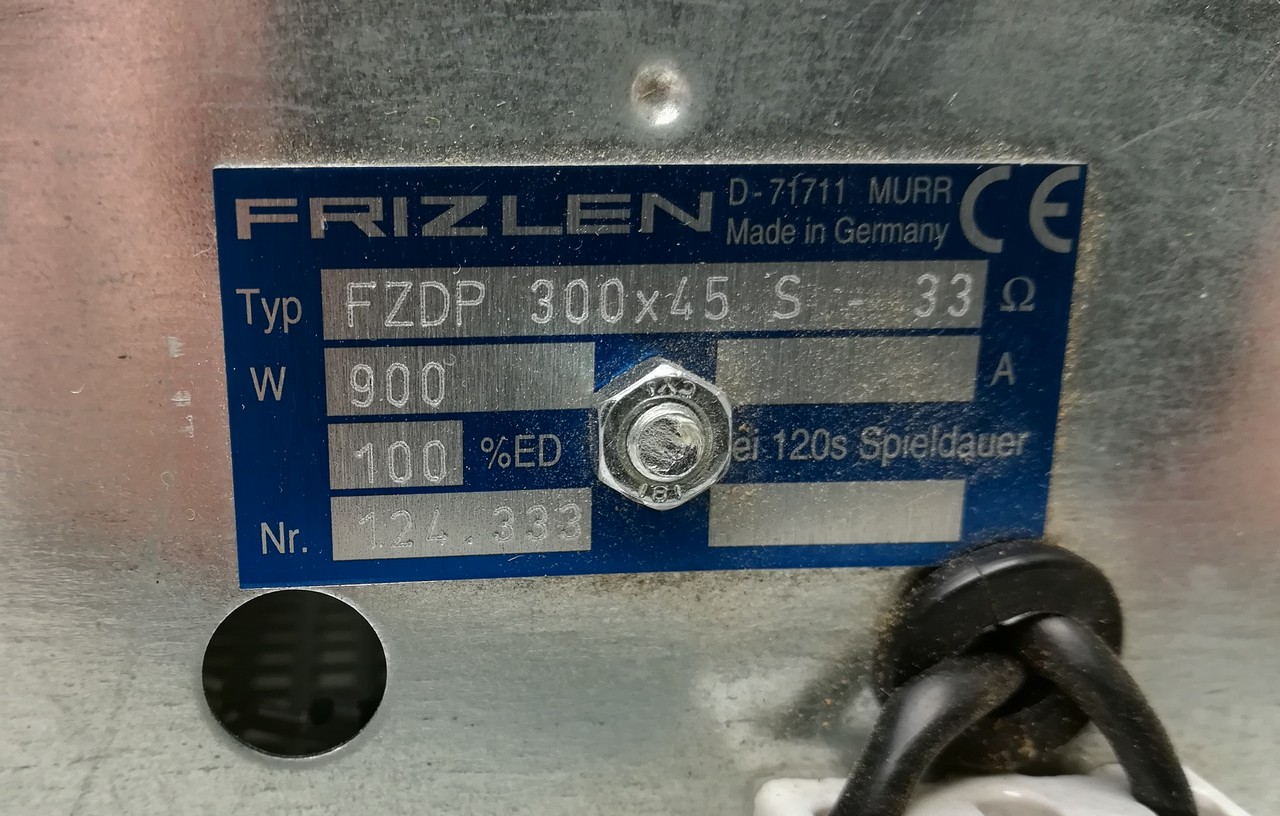 FRIZLEN D-71711 MURR CE
Made in Germany
Typ FZDP 300x45 S - 33 Ω
W 900 A
100 %ED ei 120s Spieldauer
Nr. 124.333